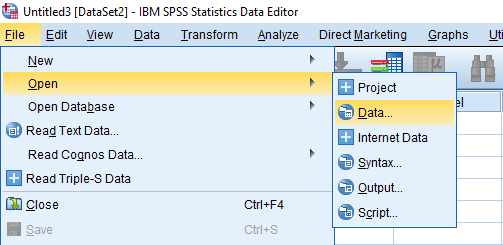 Untitled3 [DataSet2] - IBM SPSS Statistics Data Editor
File Edit View Data Transform Analyze Direct Marketing Graphs
New
Open
Open Database
Read Text Data...
Read Cognos Data...
Read Triple-S Data
Close Ctrl+F4
Save Ctrl+S
Project
Data...
Internet Data
Syntax...
Output...
Script...